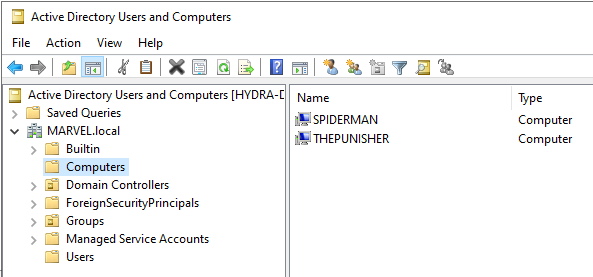 Active Directory Users and Computers
File Action View Help
Active Directory Users and Computers [HYDRA-D
Saved Queries
MARVEL.local
Builtin
Computers
Domain Controllers
ForeignSecurityPrincipals
Groups
Managed Service Accounts
Users
Name Type
SPIDERMAN Computer
THEPUNISHER Computer